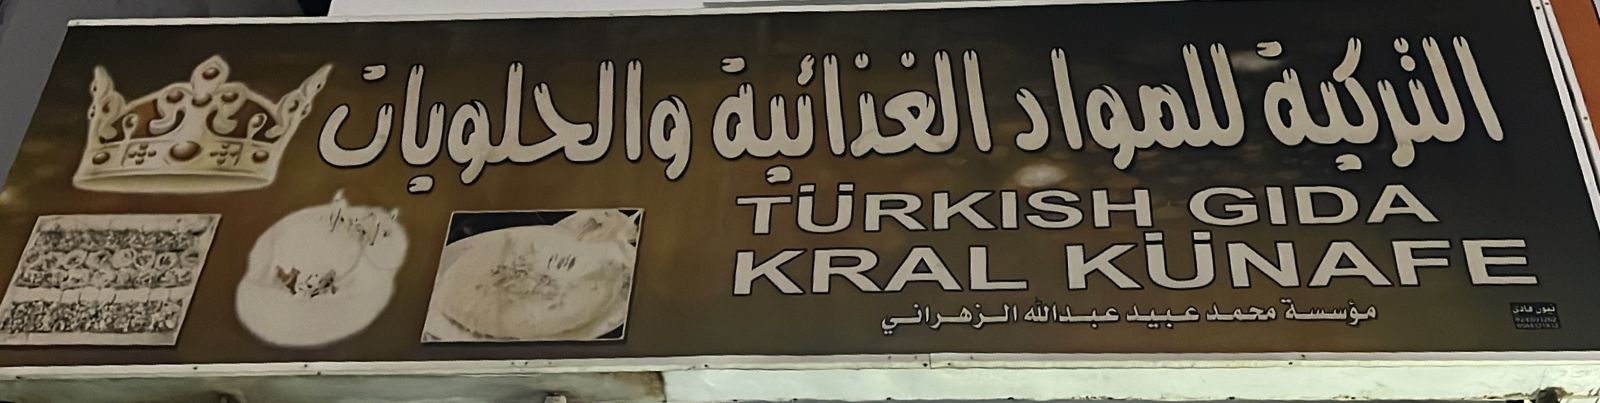 التركية للمواد الغذائية والحلويات
TÜRKISH GIDA
KRAL KÜNAFE
مؤسسة محمد عبيد عبدالله الزهراني